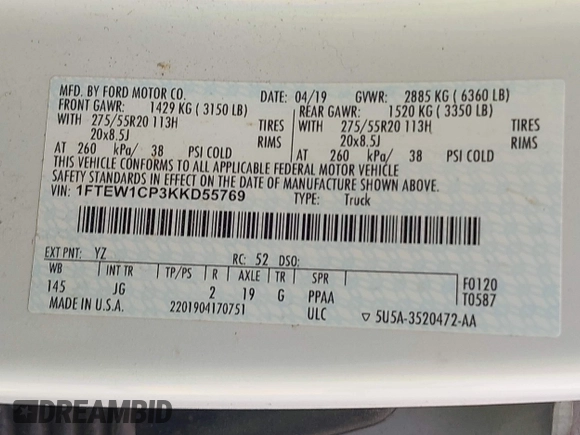 MFD. BY FORD MOTOR CO.
DATE: 04/19 GVWR: 2885 KG ( 6360 LB)
FRONT GAWR: 1429 KG ( 3150 LB)
REAR GAWR: 1520 KG ( 3350 LB)
WITH 275/55R20 113H TIRES
WITH 275/55R20 113H TIRES
20x8.5J RIMS
20x8.5J RIMS
AT 260 kPa/ 38 PSI COLD
AT 260 kPa/ 38 PSI COLD
THIS VEHICLE CONFORMS TO ALL APPLICABLE FEDERAL MOTOR VEHICLE
SAFETY STANDARDS IN EFFECT ON THE DATE OF MANUFACTURE SHOWN ABOVE.
VIN: 1FTEW1CP3KKD55769
TYPE: Truck
EXT PNT: YZ RC: 52 DSO:
WB INT TR TP/PS R AXLE TR SPR
145 JG 2 19 G PPAA
F0120
T0587
MADE IN U.S.A. 2201904170751 ULC ▽ 5U5A-3520472-AA
DREAMBID